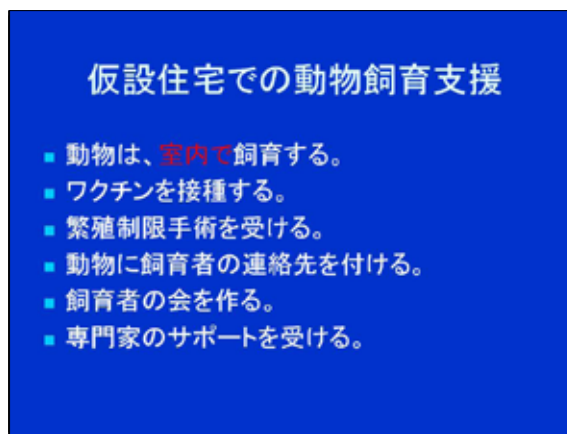 仮設住宅での動物飼育支援
動物は、室内で飼育する。
ワクチンを接種する。
繁殖制限手術を受ける。
動物に飼育者の連絡先を付ける。
飼育者の会を作る。
専門家のサポートを受ける。